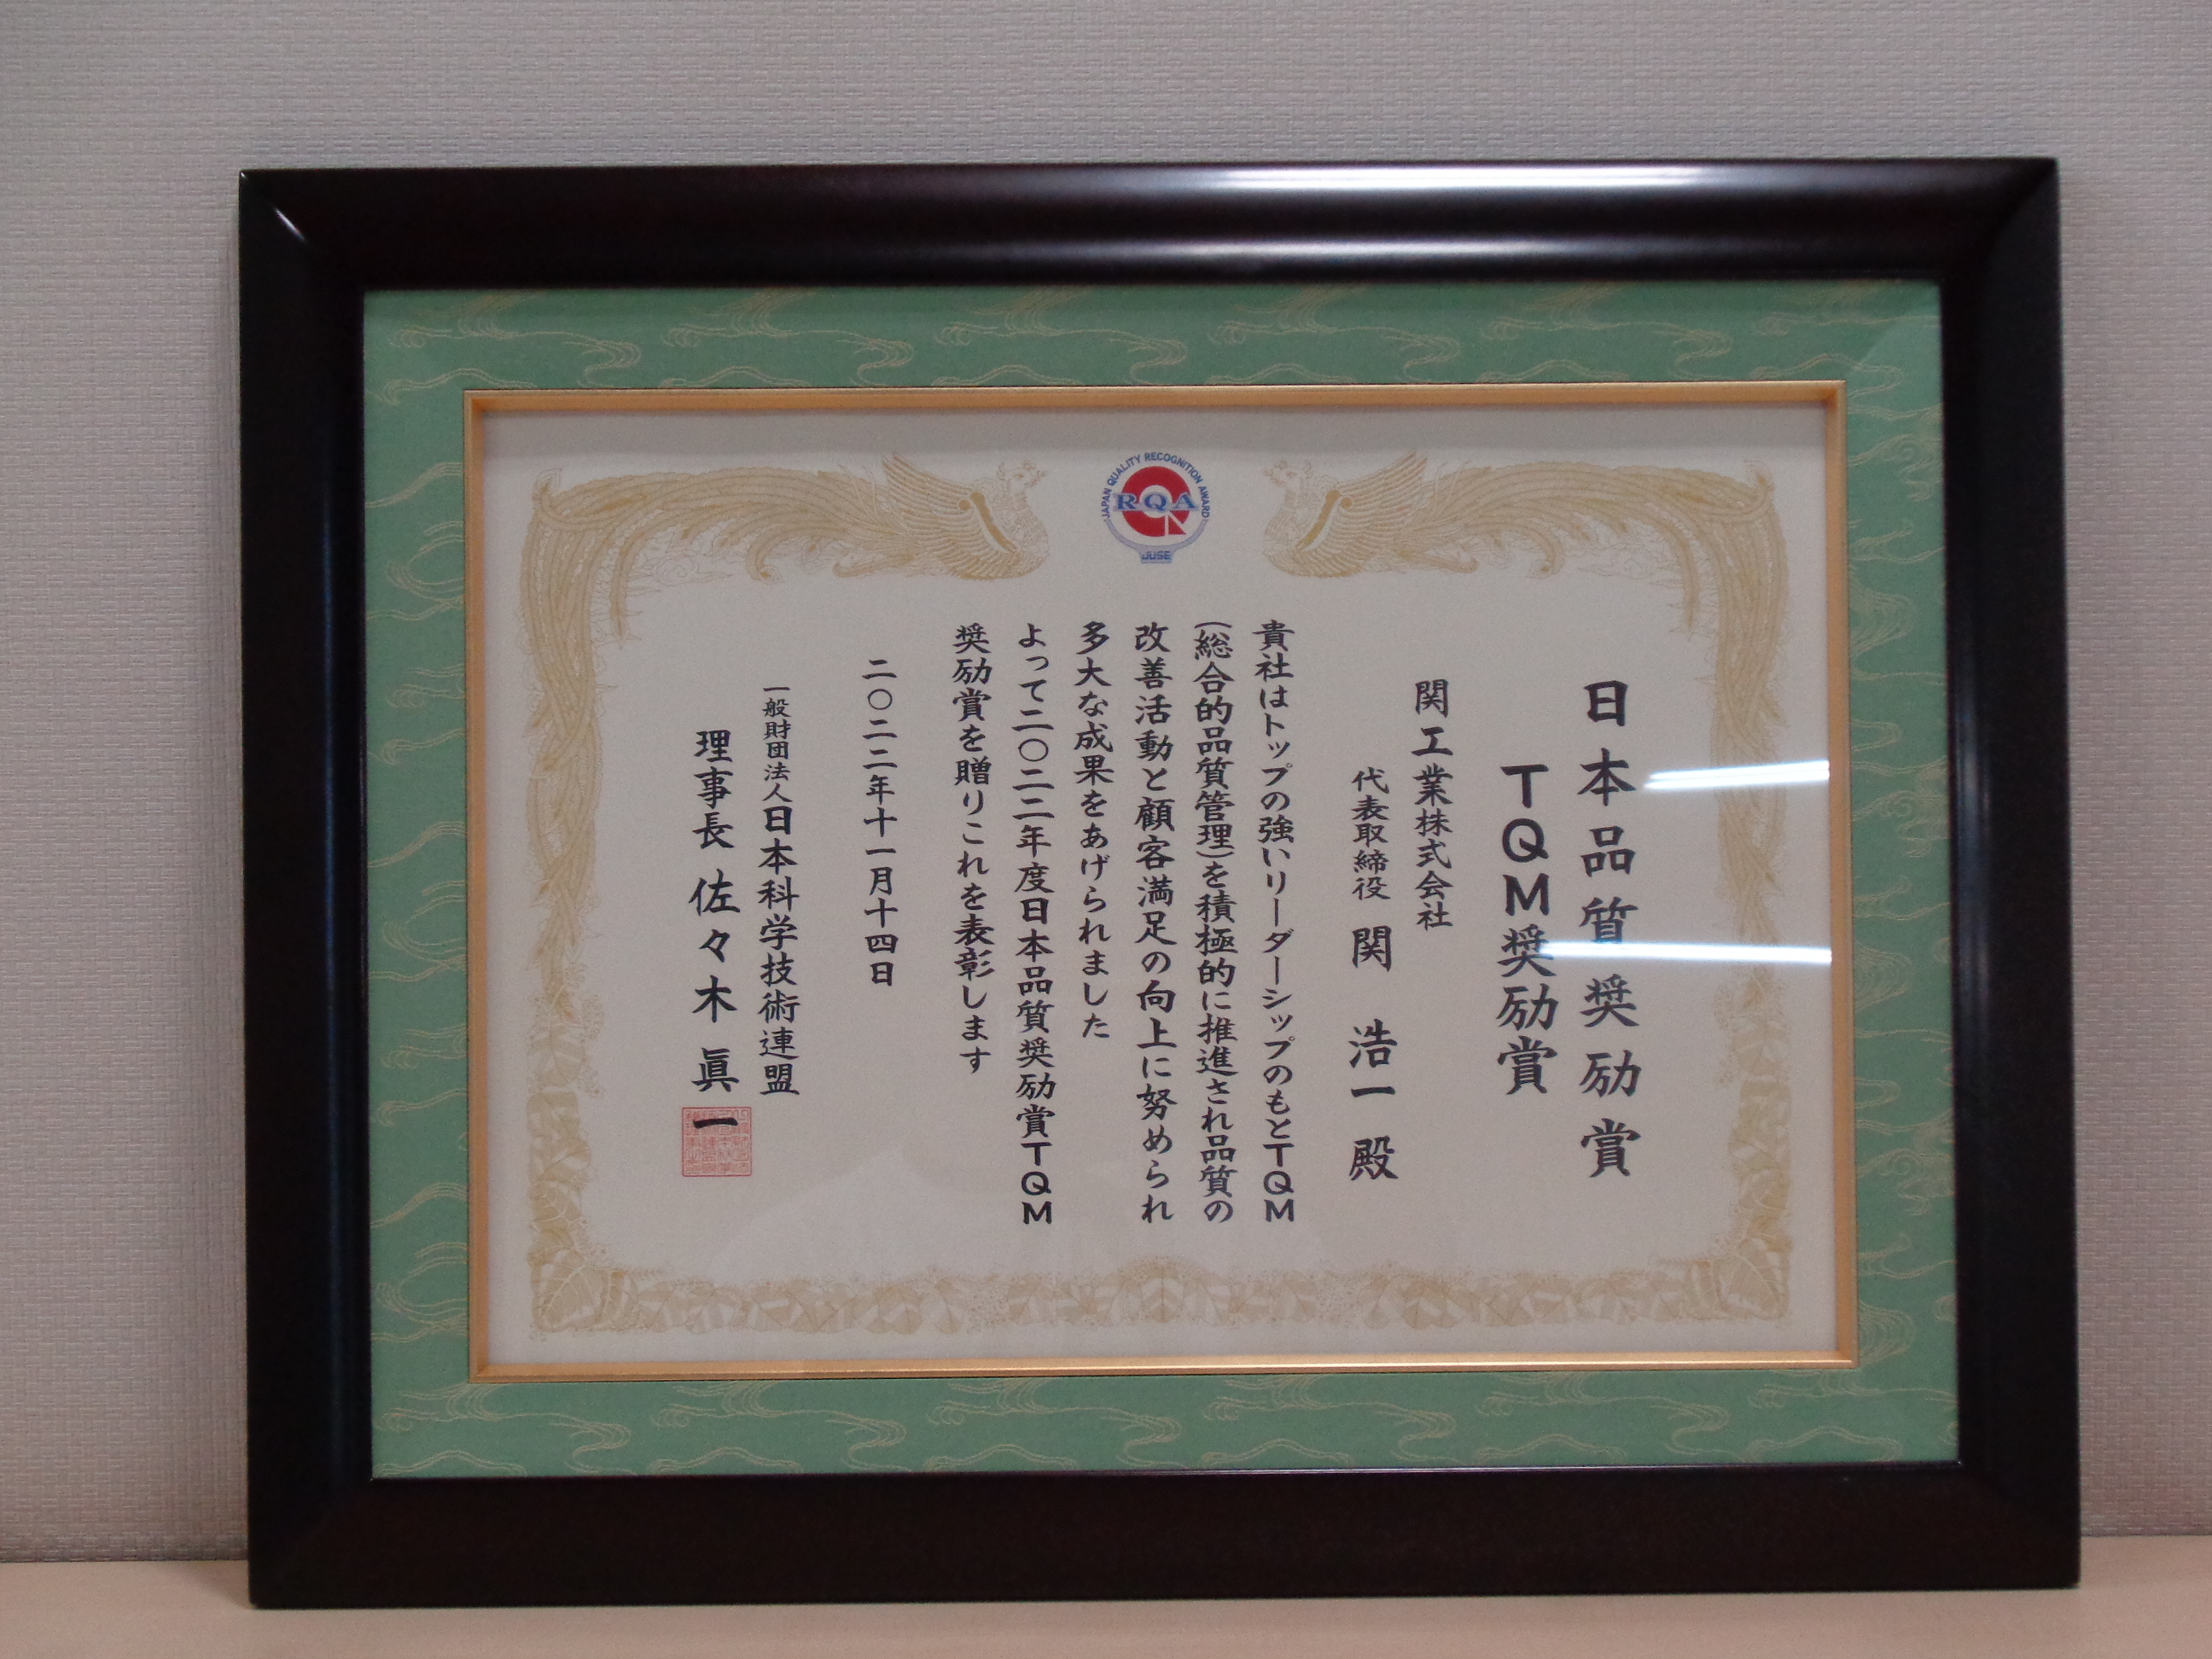 JAPAN QUALITY RECOGNITION AWARD
RQA
JUSE
日本品質奨励賞
TQM奨励賞
関工業株式会社
代表取締役 関 浩一 殿
貴社はトップの強いリーダーシップのもとTQM
(総合的品質管理)を積極的に推進され品質の
改善活動と顧客満足の向上に努められ
多大な成果をあげられました
よって二〇二二年度日本品質奨励賞TQM
奨励賞を贈りこれを表彰します
二〇二二年十一月十四日
一般財団法人日本科学技術連盟
理事長 佐々木 眞一